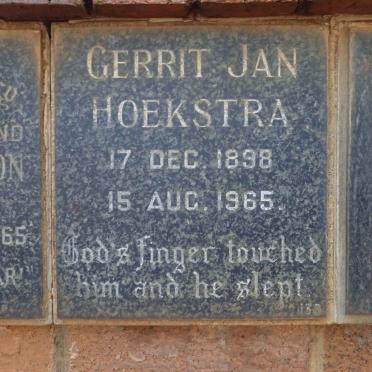 GERRIT JAN
HOEKSTRA
17 DEC. 1898
15 AUG. 1965.
God's finger touched
him and he slept.